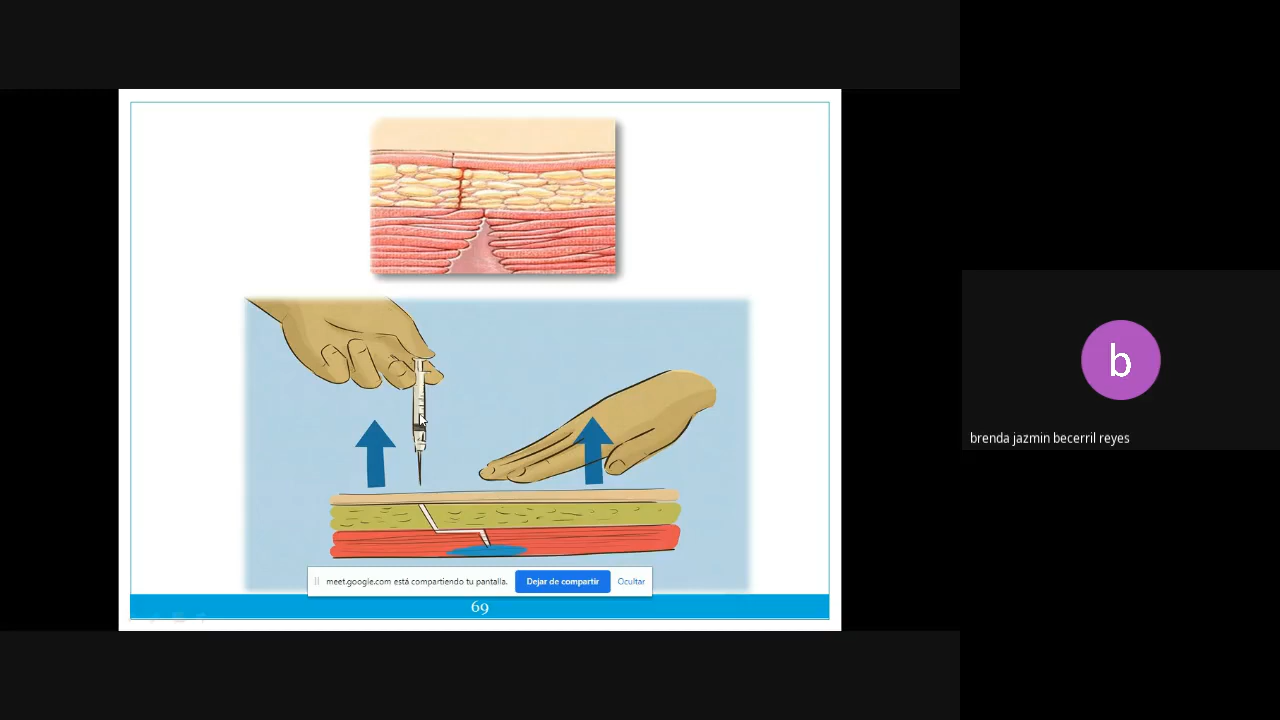 b
brenda jazmin becerril reyes
meet.google.com está compartiendo tu pantalla.
Dejar de compartir
Ocultar
69